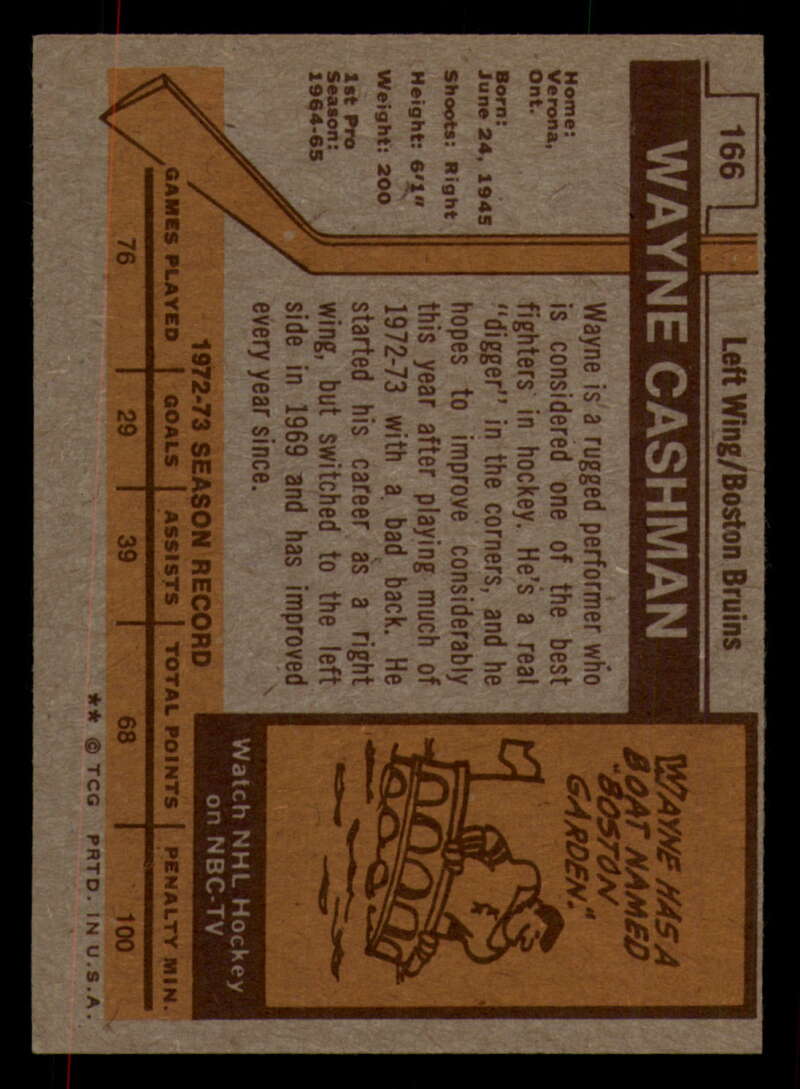 166
Left Wing/Boston Bruins
WAYNE CASHMAN
Home:
Verona,
Ont.
Born:
June 24, 1945
Shoots: Right
Height: 6'1"
Weight: 200
1st Pro
Season:
1964-65
Wayne is a rugged performer who
is considered one of the best
fighters in hockey. He's a real
"digger" in the corners, and he
hopes to improve considerably
this year after playing much of
1972-73 with a bad back. He
started his career as a right
wing, but switched to the left
side in 1969 and has improved
every year since.
WAYNE HAS A
BOAT NAMED
"BOSTON
GARDEN."
Watch NHL Hockey
on NBC-TV
1972-73 SEASON RECORD
GAMES PLAYED GOALS ASSISTS TOTAL POINTS PENALTY MIN.
76 29 39 68 100
** © TCG PRTD. IN U.S.A.